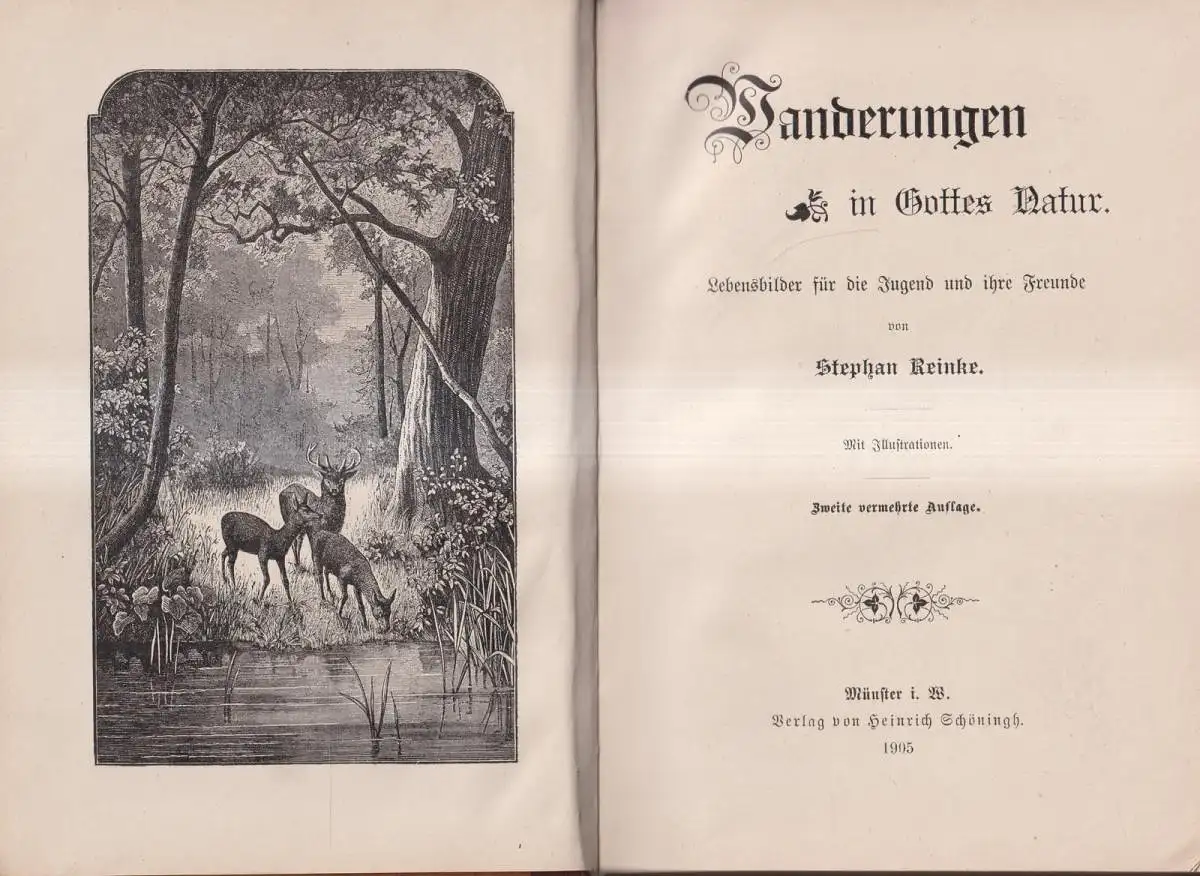 Wanderungen
in Gottes Natur.
Lebensbilder für die Jugend und ihre Freunde
von
Stephan Reinke.
Mit Illustrationen.
Zweite vermehrte Auflage.
Münster i. W.
Verlag von Heinrich Schöningh.
1905